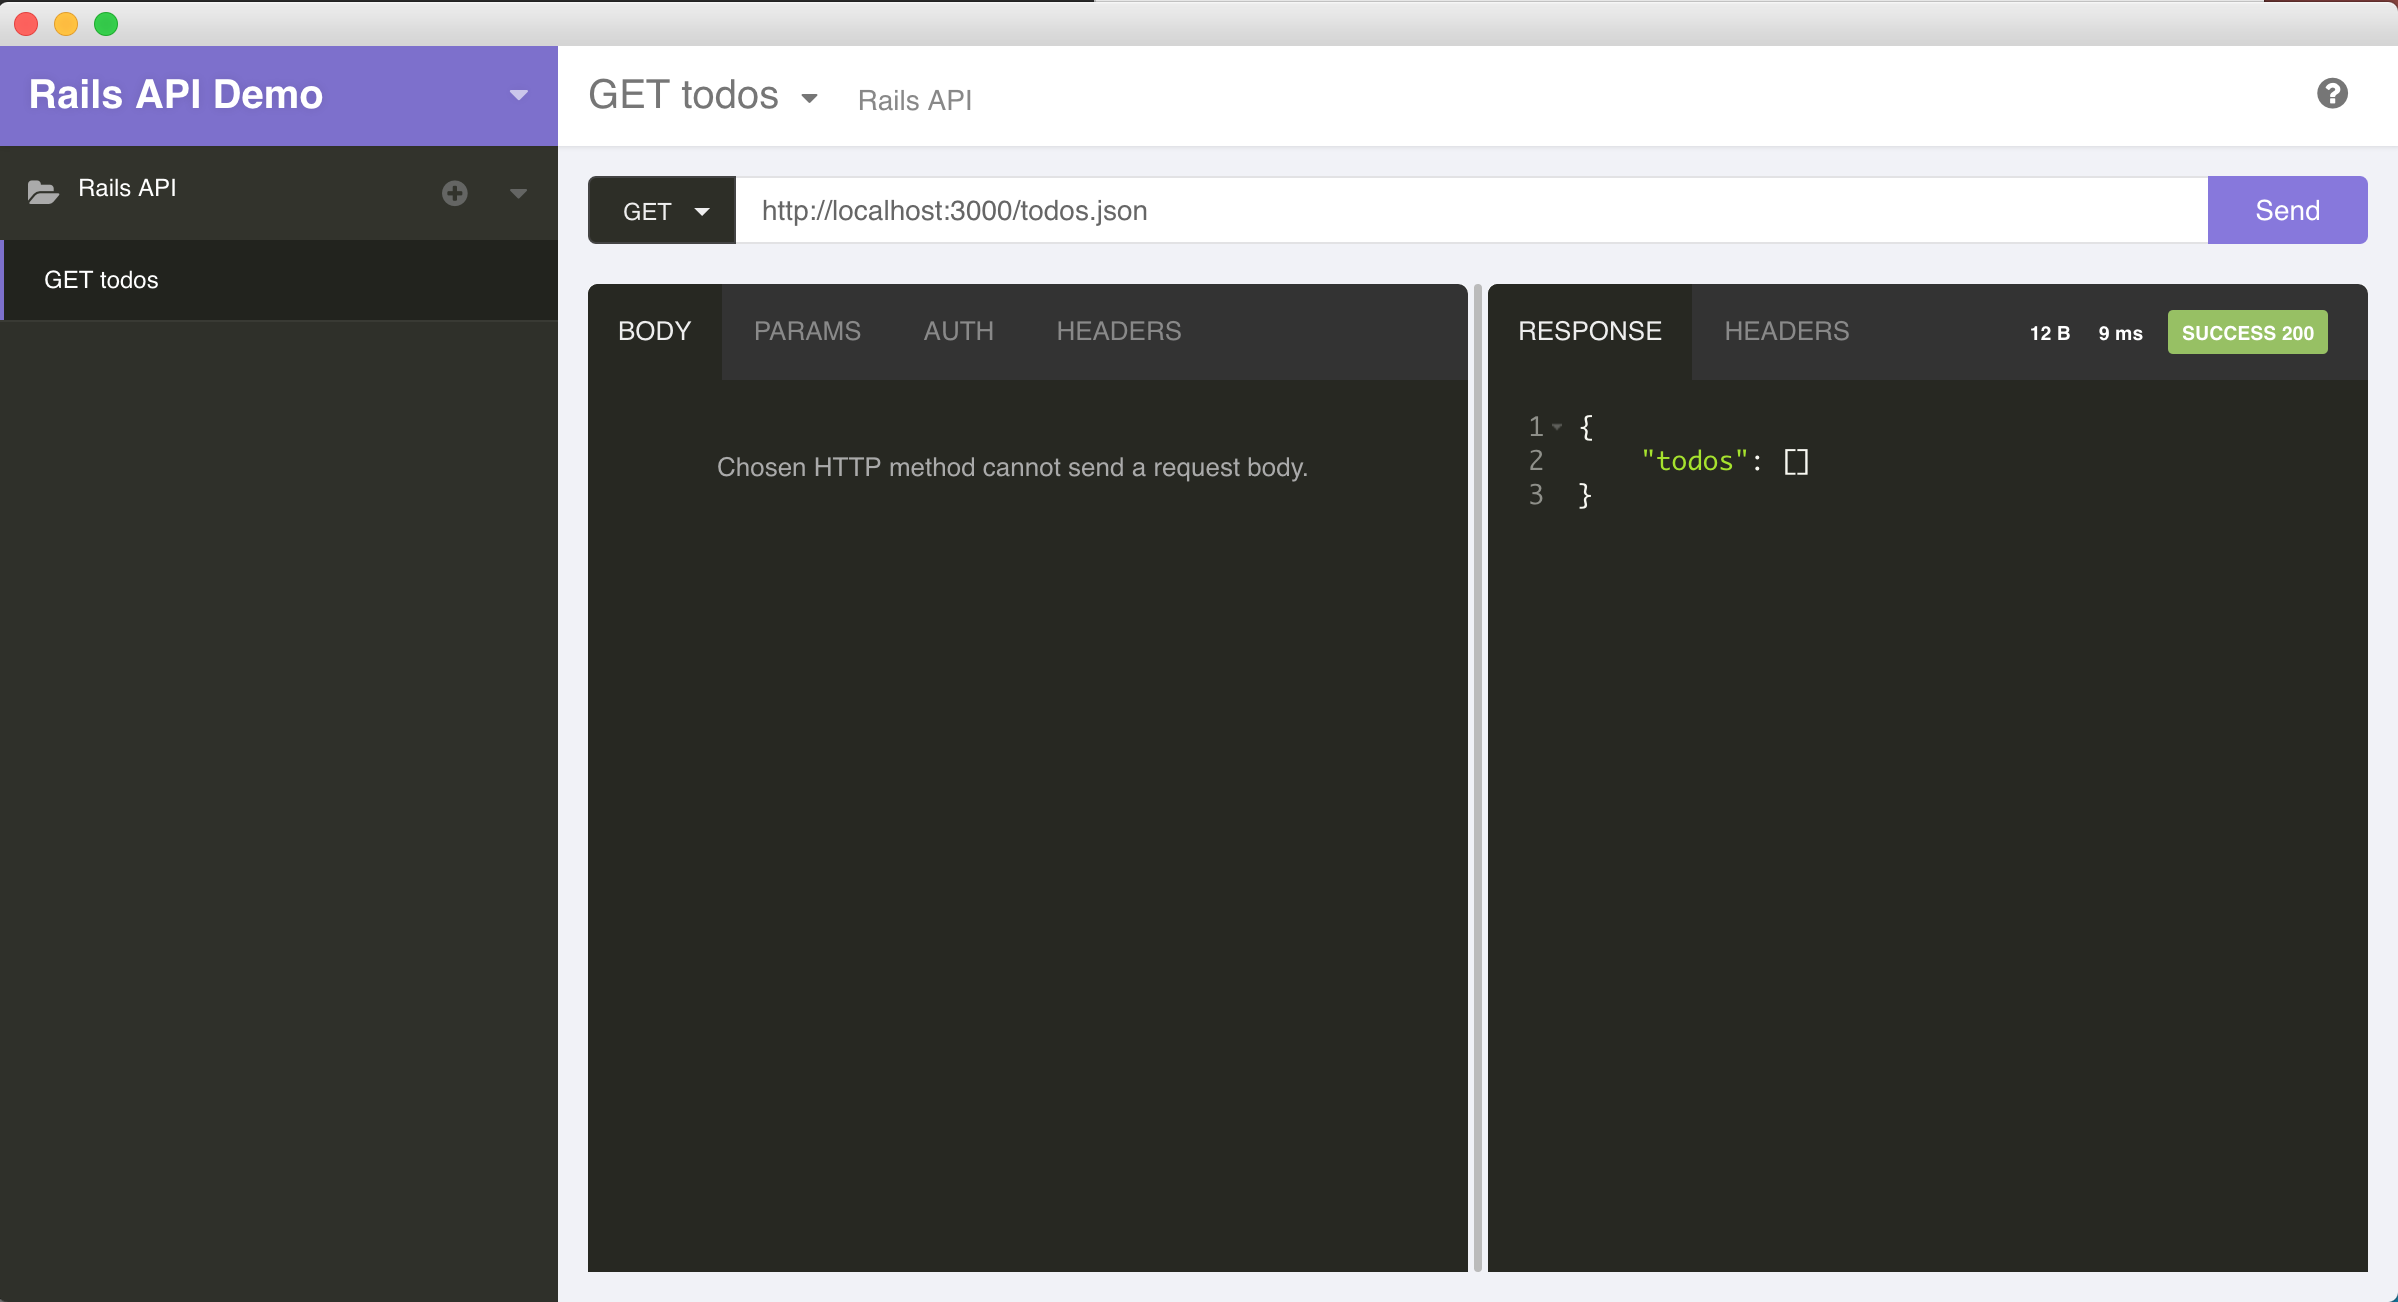 Rails API Demo
GET todos
Rails API
Rails API
GET todos
GET
http://localhost:3000/todos.json
Send
BODY
PARAMS
AUTH
HEADERS
Chosen HTTP method cannot send a request body.
RESPONSE
HEADERS
12 B
9 ms
SUCCESS 200
1 {
2 "todos": []
3 }